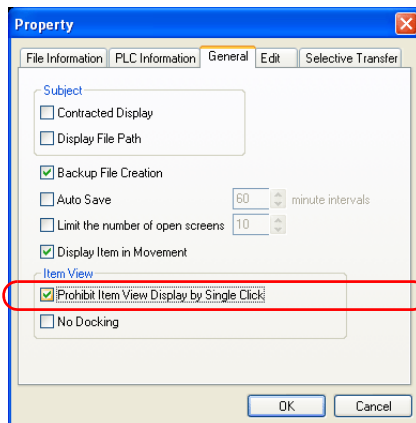 Property
File Information PLC Information General Edit Selective Transfer
Subject
Contracted Display
Display File Path
Backup File Creation
Auto Save 60 minute intervals
Limit the number of open screens 10
Display Item in Movement
Item View
Prohibit Item View Display by Single Click
No Docking
OK Cancel